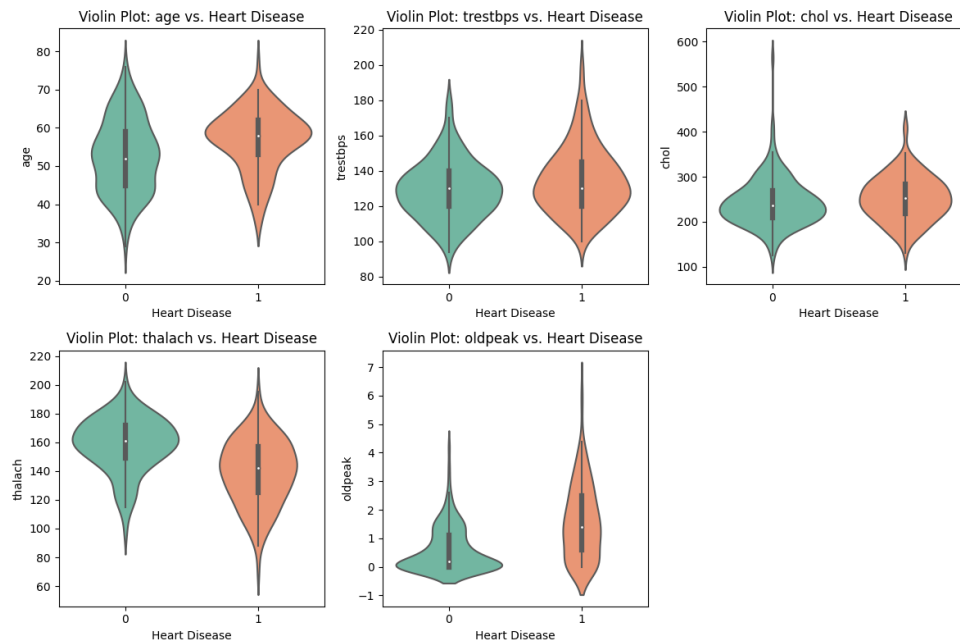 Violin Plot: age vs. Heart Disease
80
70
60
50
40
30
20
age
0 1
Heart Disease
Violin Plot: trestbps vs. Heart Disease
220
200
180
160
140
120
100
80
trestbps
0 1
Heart Disease
Violin Plot: chol vs. Heart Disease
600
500
400
300
200
100
chol
0 1
Heart Disease
Violin Plot: thalach vs. Heart Disease
220
200
180
160
140
120
100
80
60
thalach
0 1
Heart Disease
Violin Plot: oldpeak vs. Heart Disease
7
6
5
4
3
2
1
0
−1
oldpeak
0 1
Heart Disease